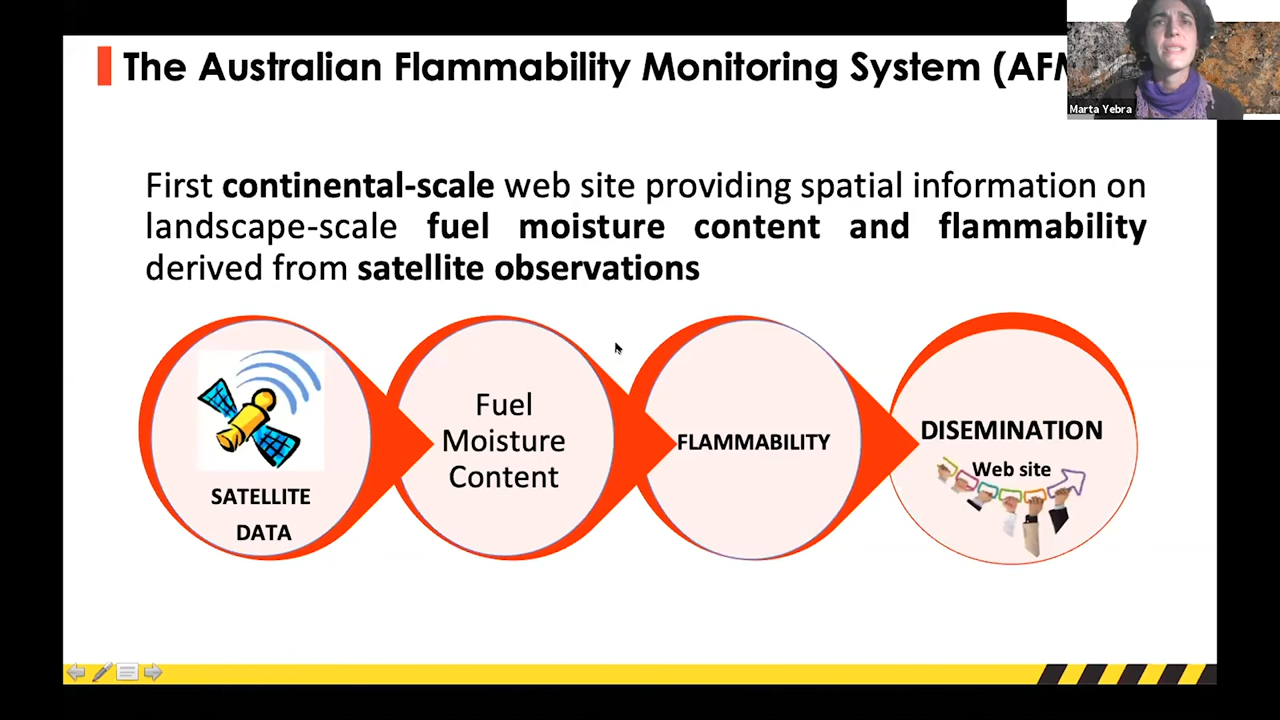 The Australian Flammability Monitoring System (AFM
Marta Yebra
First continental-scale web site providing spatial information on
landscape-scale fuel moisture content and flammability
derived from satellite observations
SATELLITE
DATA
Fuel
Moisture
Content
FLAMMABILITY
DISEMINATION
Web site